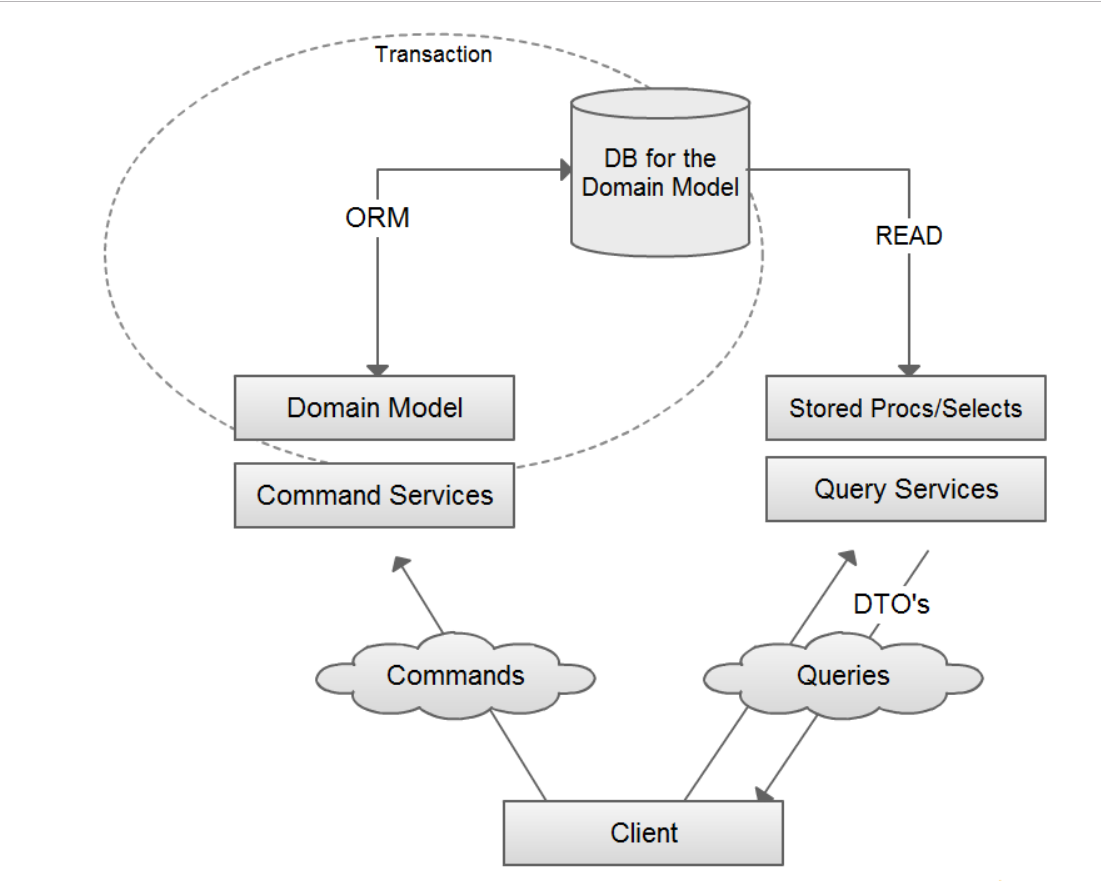 Transaction
DB for the
Domain Model
ORM
READ
Domain Model
Stored Procs/Selects
Command Services
Query Services
DTO's
Commands
Queries
Client